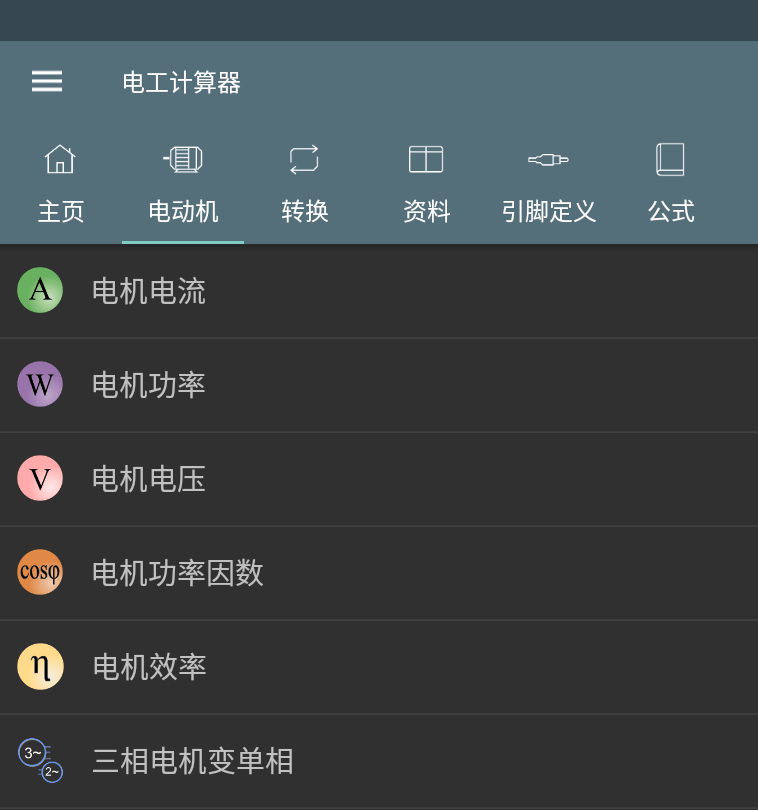 电工计算器
主页 电动机 转换 资料 引脚定义 公式
A 电机电流
W 电机功率
V 电机电压
cosφ 电机功率因数
η 电机效率
3~ 2~ 三相电机变单相